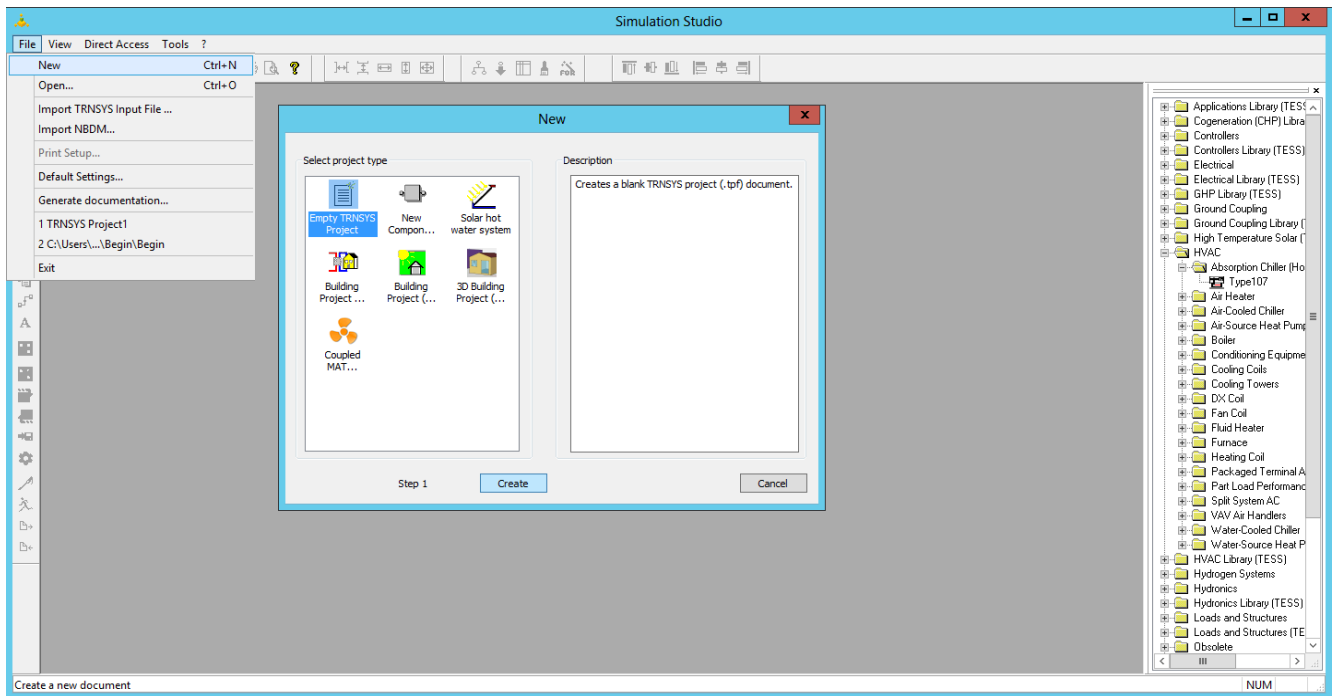 Simulation Studio
File View Direct Access Tools ?
New Ctrl+N
Open... Ctrl+O
Import TRNSYS Input File ...
Import NBDM...
Print Setup...
Default Settings...
Generate documentation...
1 TRNSYS Project1
2 C:\Users\...\Begin\Begin
Exit
New
Select project type
Empty TRNSYS
Project
New
Compon...
Solar hot
water system
Building
Project ...
Building
Project (...
3D Building
Project (...
Coupled
MAT...
Description
Creates a blank TRNSYS project (.tpf) document.
Step 1 Create Cancel
Applications Library (TESS
Cogeneration (CHP) Libra
Controllers
Controllers Library (TESS)
Electrical
Electrical Library (TESS)
GHP Library (TESS)
Ground Coupling
Ground Coupling Library (
High Temperature Solar (
HVAC
Absorption Chiller (Ho
Type107
Air Heater
Air-Cooled Chiller
Air-Source Heat Pump
Boiler
Conditioning Equipme
Cooling Coils
Cooling Towers
DX Coil
Fan Coil
Fluid Heater
Furnace
Heating Coil
Packaged Terminal A
Part Load Performanc
Split System AC
VAV Air Handlers
Water-Cooled Chiller
Water-Source Heat P
HVAC Library (TESS)
Hydrogen Systems
Hydronics
Hydronics Library (TESS)
Loads and Structures
Loads and Structures (TE
Obsolete
Create a new document NUM